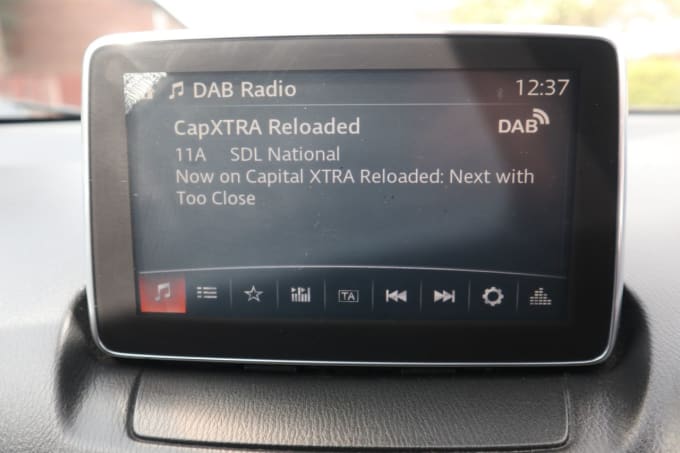 DAB Radio 12:37
CapXTRA Reloaded DAB
11A SDL National
Now on Capital XTRA Reloaded: Next with
Too Close
TA